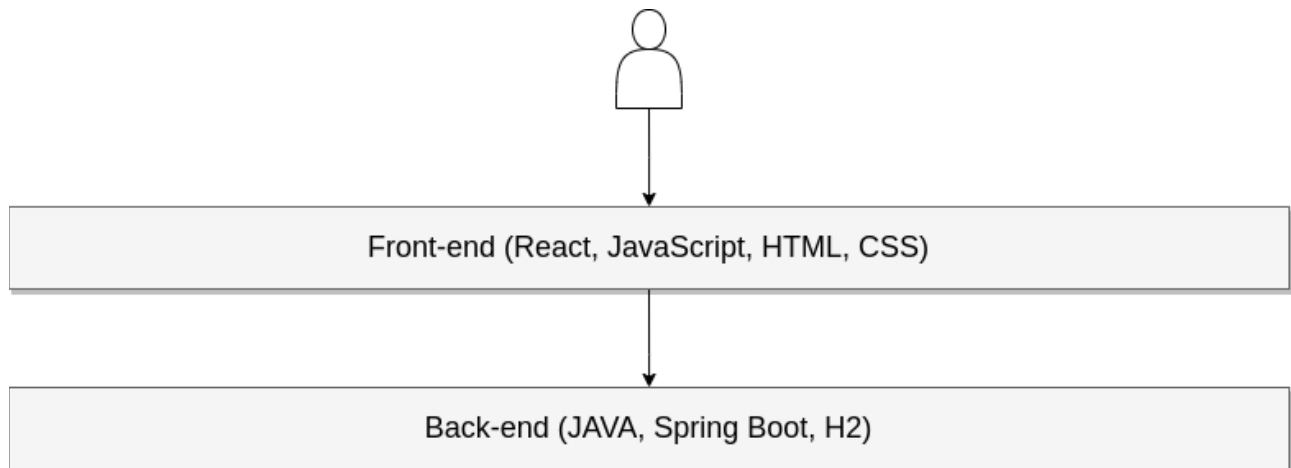 Front-end (React, JavaScript, HTML, CSS)
Back-end (JAVA, Spring Boot, H2)